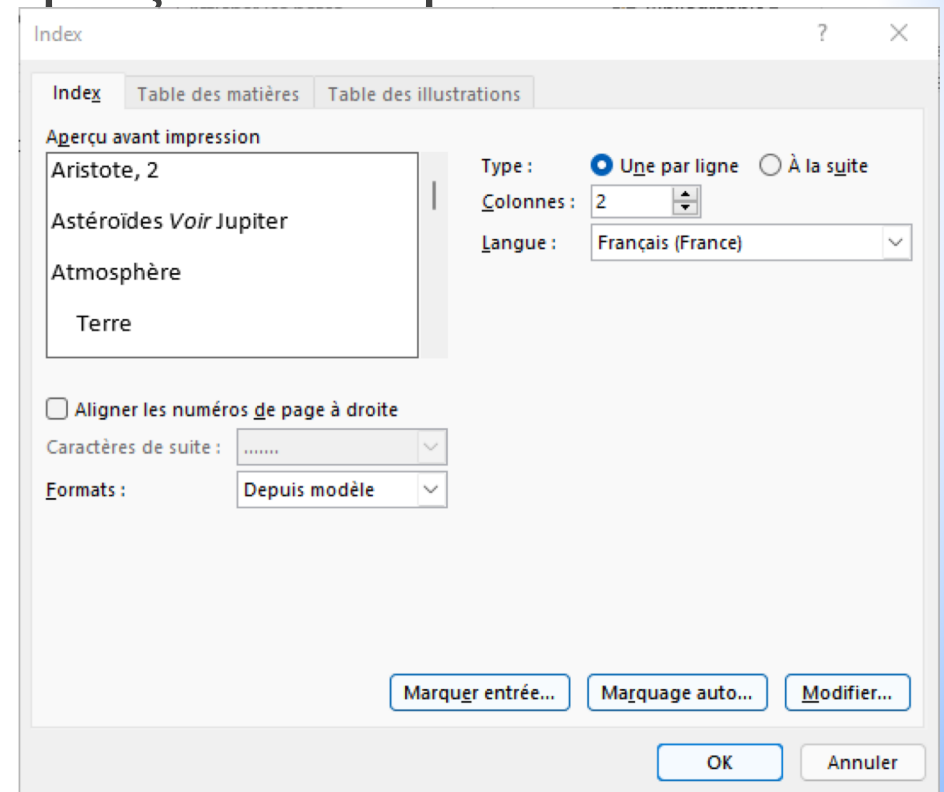 Index
Index Table des matières Table des illustrations
Aperçu avant impression
Aristote, 2
Astéroïdes Voir Jupiter
Atmosphère
Terre
Type : Une par ligne À la suite
Colonnes : 2
Langue : Français (France)
Aligner les numéros de page à droite
Caractères de suite : .......
Formats : Depuis modèle
Marquer entrée... Marquage auto... Modifier...
OK Annuler